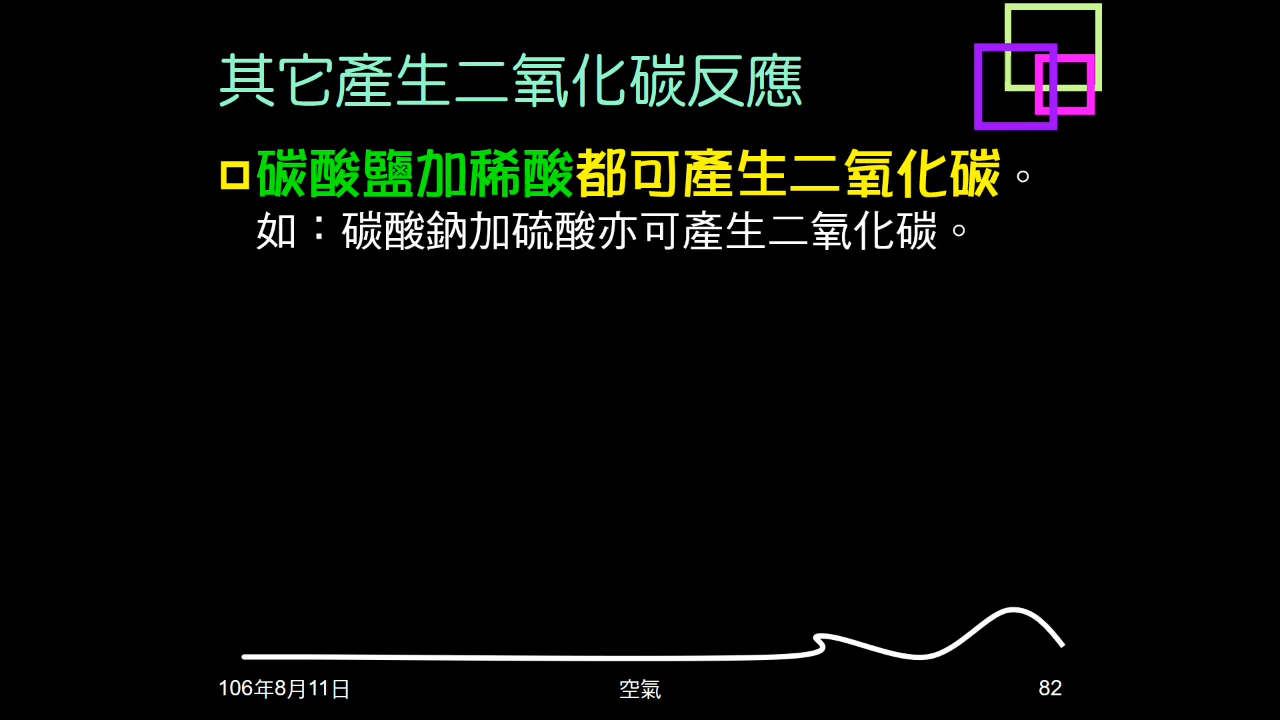 其它產生二氧化碳反應
碳酸鹽加稀酸都可產生二氧化碳。
如：碳酸鈉加硫酸亦可產生二氧化碳。
106年8月11日
空氣
82